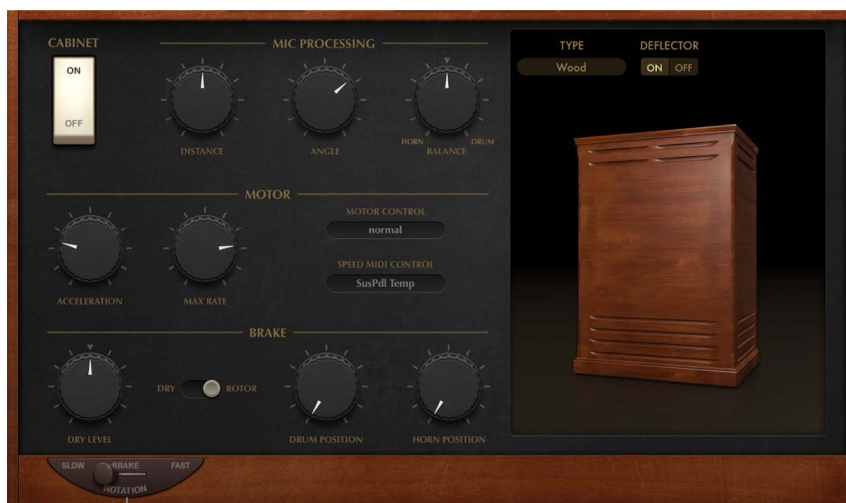 CABINET
ON
OFF
MIC PROCESSING
DISTANCE
ANGLE
HORN DRUM
BALANCE
TYPE
Wood
DEFLECTOR
ON OFF
MOTOR
ACCELERATION
MAX RATE
MOTOR CONTROL
normal
SPEED MIDI CONTROL
SusPdl Temp
BRAKE
DRY LEVEL
DRY ROTOR
DRUM POSITION
HORN POSITION
SLOW BRAKE FAST
ROTATION